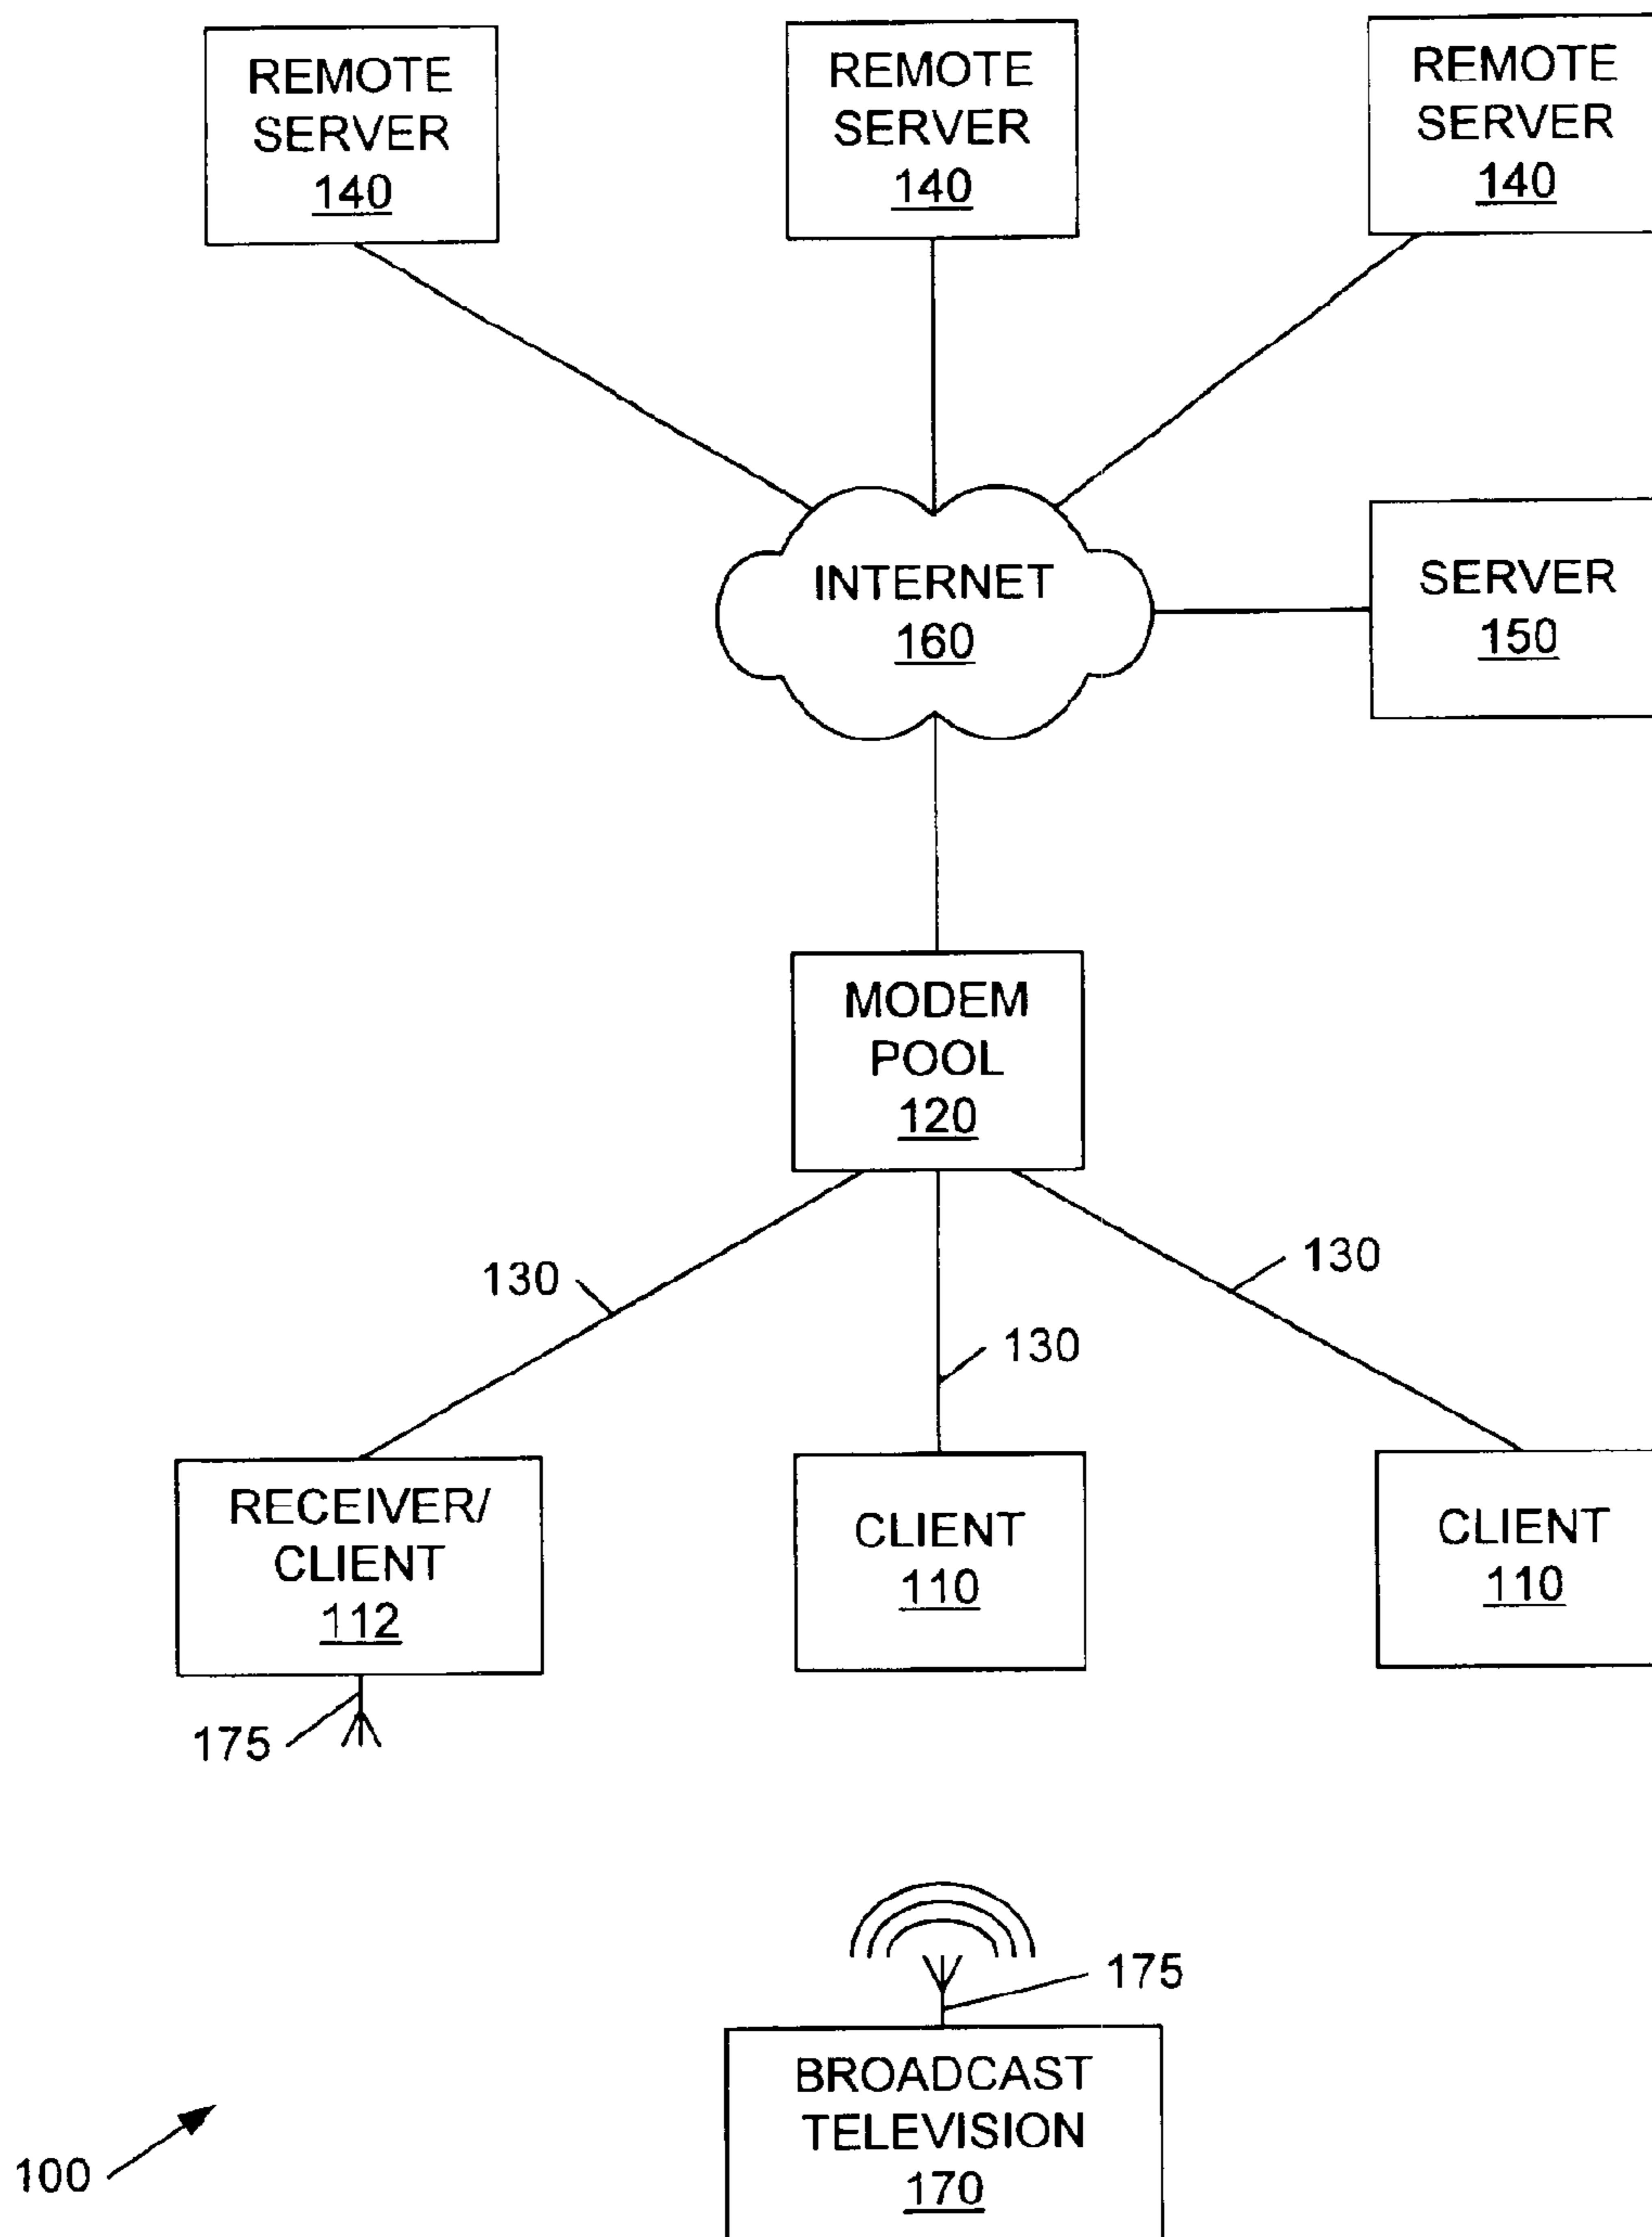 REMOTE
SERVER
140
REMOTE
SERVER
140
REMOTE
SERVER
140
INTERNET
160
SERVER
150
MODEM
POOL
120
130
130
130
RECEIVER/
CLIENT
112
CLIENT
110
CLIENT
110
175
175
BROADCAST
TELEVISION
170
100